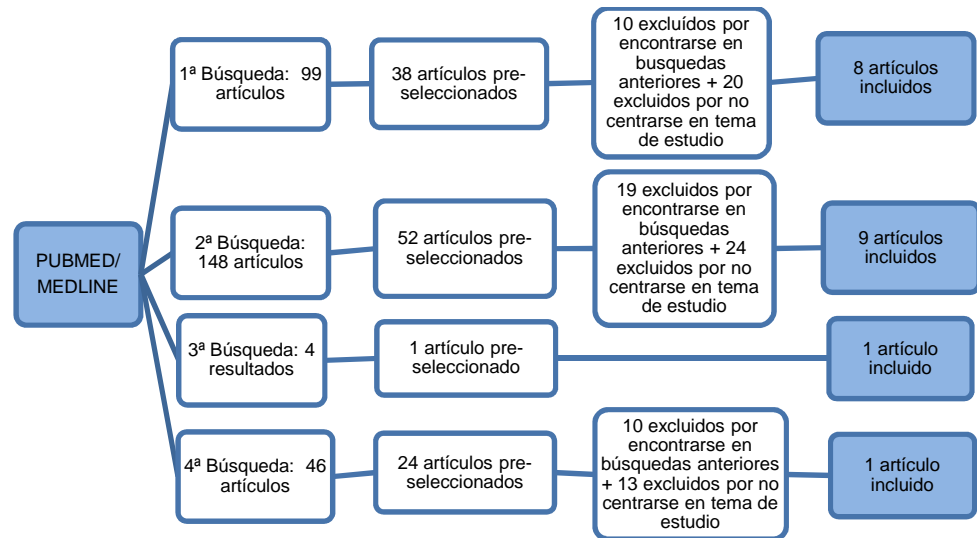 PUBMED/
MEDLINE
1ª Búsqueda: 99
artículos
38 artículos pre-
seleccionados
10 excluídos por
encontrarse en
busquedas
anteriores + 20
excluidos por no
centrarse en tema
de estudio
8 artículos
incluidos
2ª Búsqueda:
148 artículos
52 artículos pre-
seleccionados
19 excluidos por
encontrarse en
búsquedas
anteriores + 24
excluidos por no
centrarse en tema
de estudio
9 artículos
incluidos
3ª Búsqueda: 4
resultados
1 artículo pre-
seleccionado
1 artículo
incluido
4ª Búsqueda: 46
artículos
24 artículos pre-
seleccionados
10 excluidos por
encontrarse en
búsquedas anteriores
+ 13 excluidos por no
centrarse en tema de
estudio
1 artículo
incluido